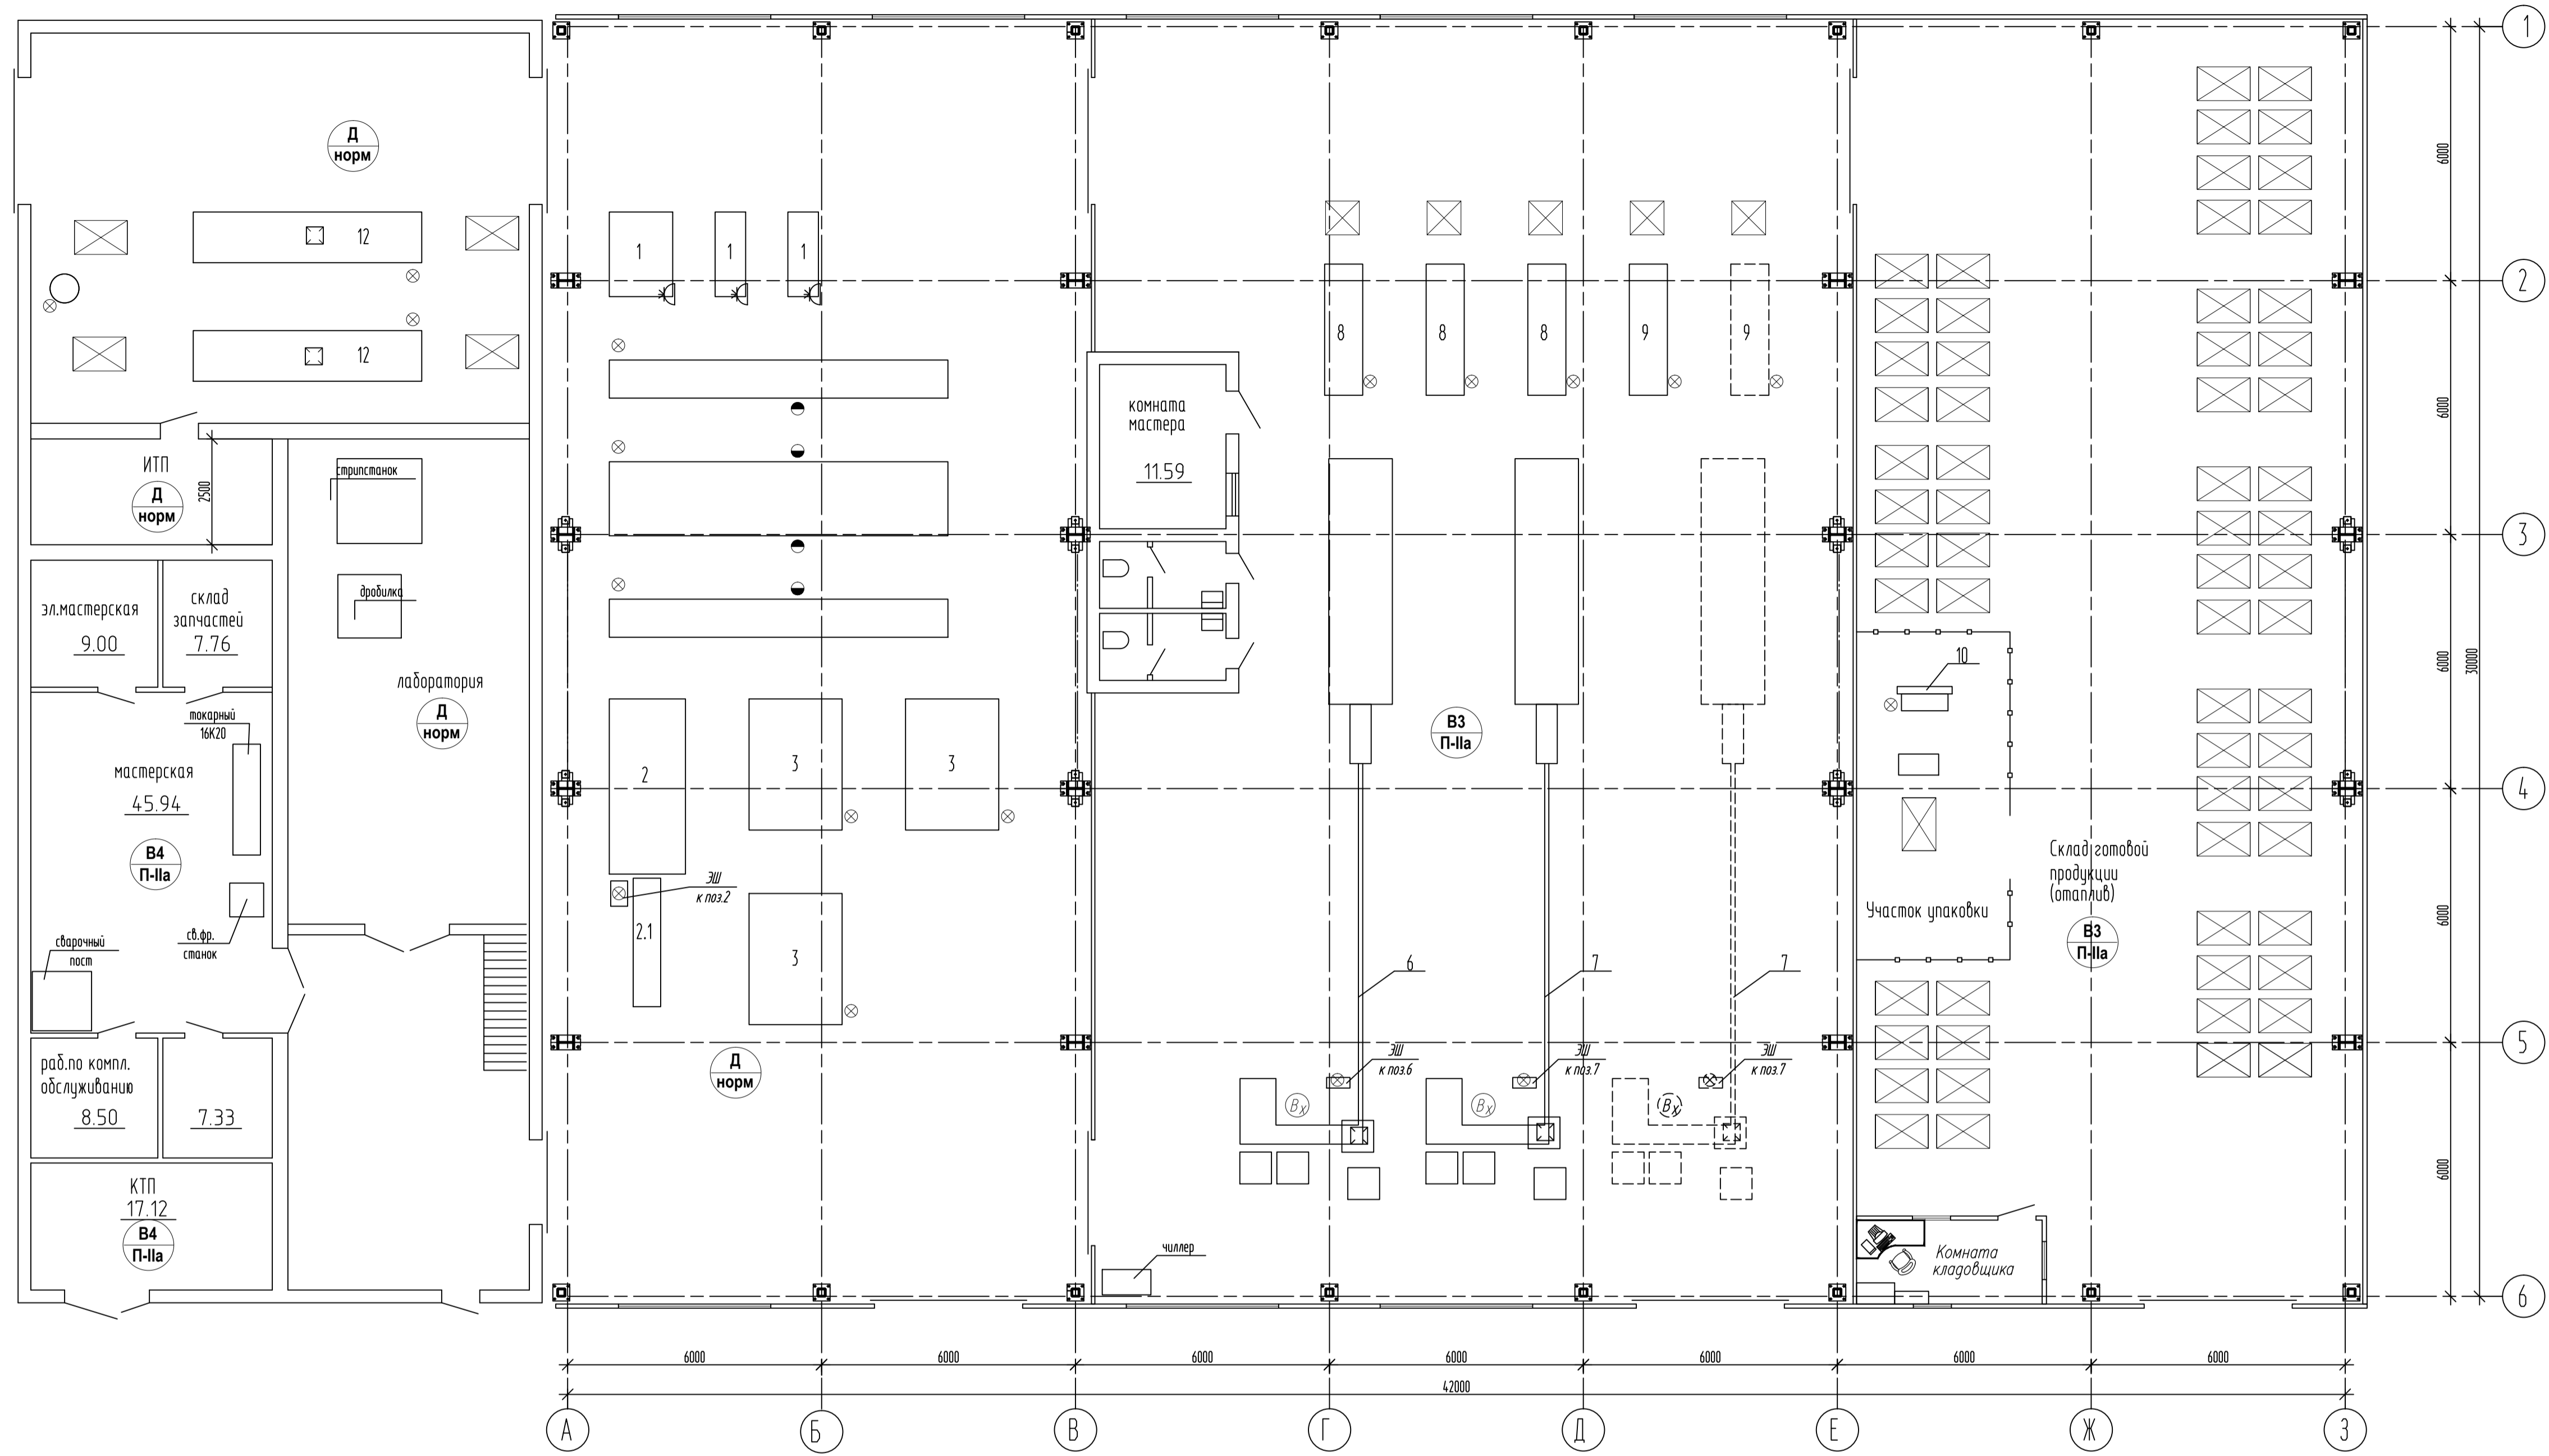 1
Д
норм
6000
12
1
1
1
2
8
8
8
9
9
12
6000
комната
мастера
11.59
ИТП
Д
норм
2500
стрипстанок
3
дробилка
эл.мастерская
9.00
склад
запчастей
7.76
6000
30000
10
лаборатория
Д
норм
токарный
16К20
В3
П-IIа
мастерская
45.94
2
3
3
4
В4
П-IIа
ЭШ
к поз.2
Склад готовой
продукции
(отаплив)
Участок упаковки
6000
В3
П-IIа
2.1
св.фр.
станок
сварочный
пост
3
6
7
7
5
раб.по компл.
обслуживанию
8.50
7.33
Д
норм
ЭШ
к поз.6
ЭШ
к поз.7
ЭШ
к поз.7
Вх
Вх
Вх
6000
КТП
17.12
В4
П-IIа
чиллер
Комната
кладовщика
6
6000
6000
6000
6000
6000
6000
6000
42000
А
Б
В
Г
Д
Е
Ж
З